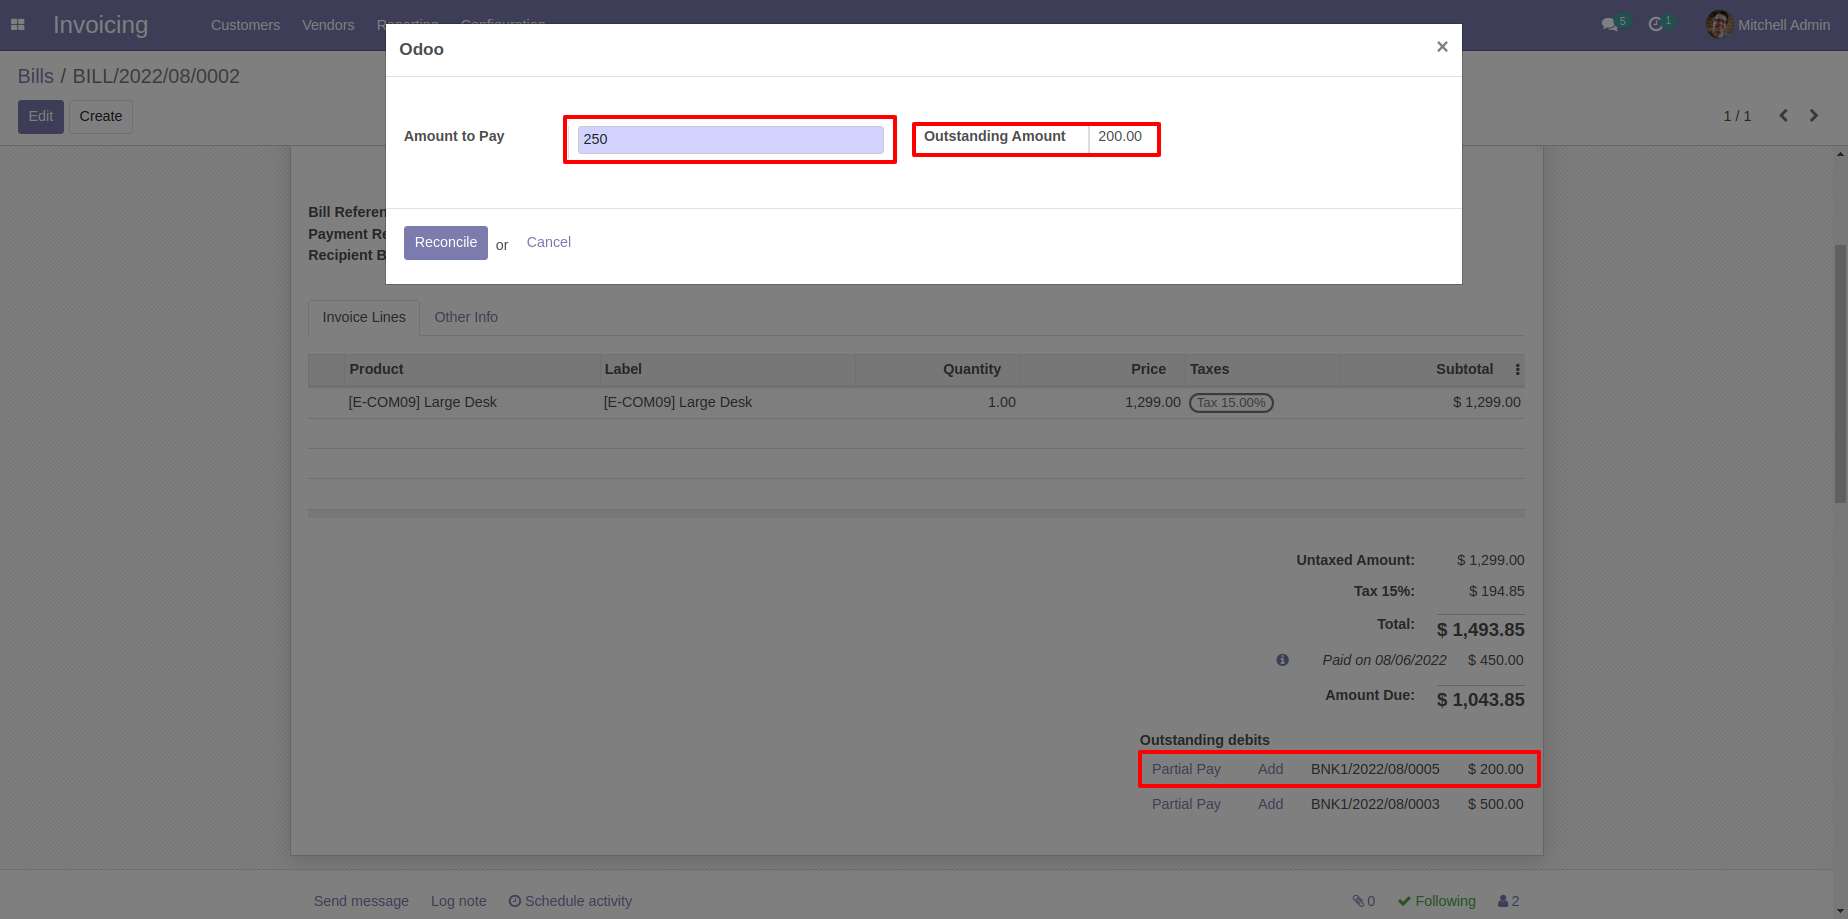 Invoicing Customers Vendors Reporting Configuration 5 1 Mitchell Admin
Odoo ×
Bills / BILL/2022/08/0002
Edit Create 1 / 1
Amount to Pay 250 Outstanding Amount 200.00
Reconcile or Cancel
Bill Referen
Payment Re
Recipient B
Invoice Lines Other Info
Product Label Quantity Price Taxes Subtotal
[E-COM09] Large Desk [E-COM09] Large Desk 1.00 1,299.00 Tax 15.00% $ 1,299.00
Untaxed Amount: $ 1,299.00
Tax 15%: $ 194.85
Total: $ 1,493.85
Paid on 08/06/2022 $ 450.00
Amount Due: $ 1,043.85
Outstanding debits
Partial Pay Add BNK1/2022/08/0005 $ 200.00
Partial Pay Add BNK1/2022/08/0003 $ 500.00
Send message Log note Schedule activity 0 Following 2